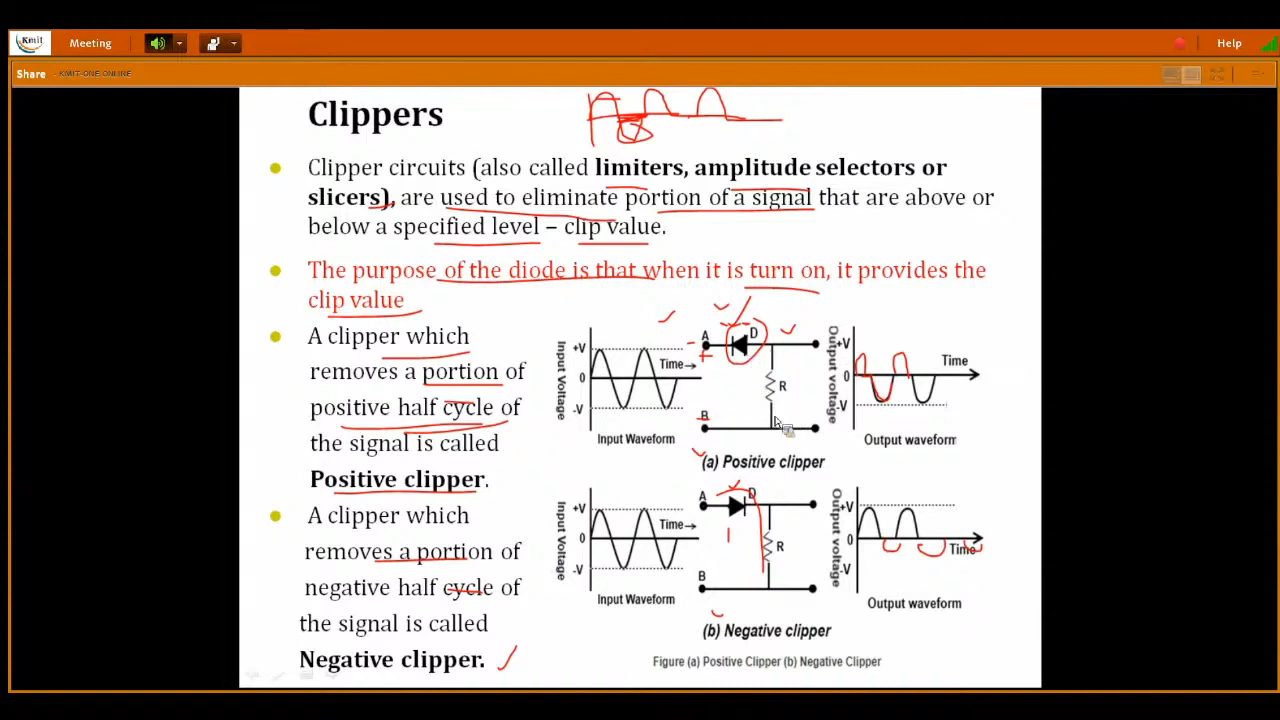 Kmit
Meeting
Help
Share - KMIT-ONE ONLINE
Clippers
Clipper circuits (also called limiters, amplitude selectors or
slicers), are used to eliminate portion of a signal that are above or
below a specified level – clip value.
The purpose of the diode is that when it is turn on, it provides the
clip value
A clipper which
removes a portion of
positive half cycle of
the signal is called
Positive clipper.
A clipper which
removes a portion of
negative half cycle of
the signal is called
Negative clipper.
Input Voltage
+V
0
-V
Time→
Input Waveform
A
D
R
B
Output voltage
+V
0
-V
Time
Output waveform
(a) Positive clipper
Input Voltage
+V
0
-V
Time→
Input Waveform
A
D
R
B
Output voltage
+V
0
-V
Time
Output waveform
(b) Negative clipper
Figure (a) Positive Clipper (b) Negative Clipper